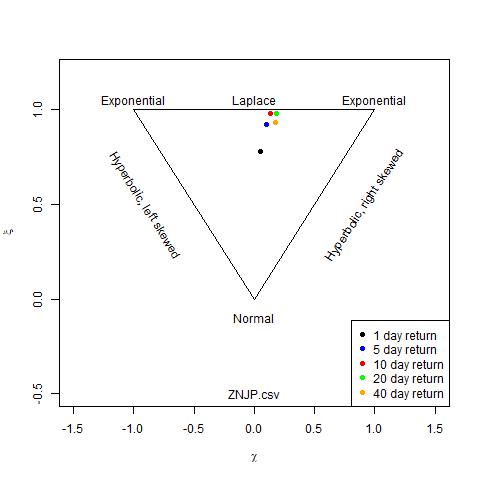 Exponential Laplace Exponential
Hyperbolic, left skewed
Hyperbolic, right skewed
Normal
ZNJP.csv
1 day return
5 day return
10 day return
20 day return
40 day return
1.0
0.5
0.0
-0.5
ξ
-1.5 -1.0 -0.5 0.0 0.5 1.0 1.5
χ